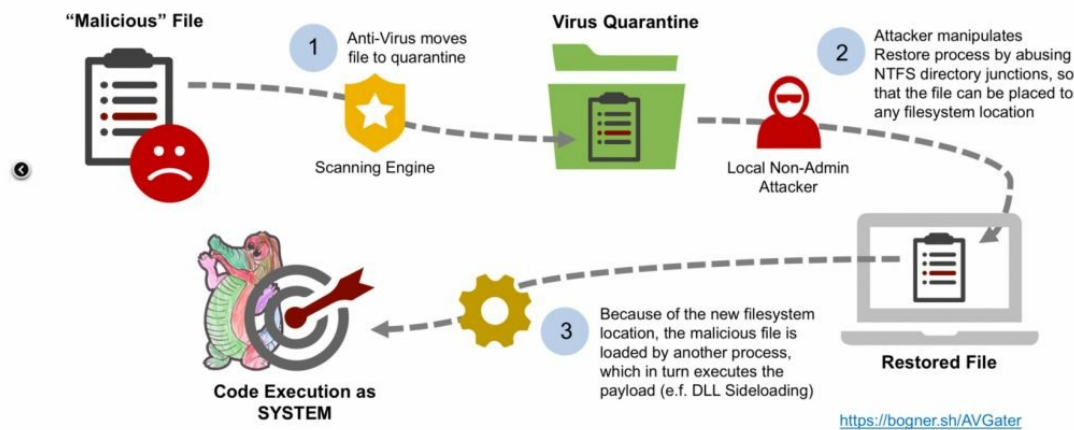 “Malicious” File
1
Anti-Virus moves
file to quarantine
Scanning Engine
Virus Quarantine
Local Non-Admin
Attacker
2
Attacker manipulates
Restore process by abusing
NTFS directory junctions, so
that the file can be placed to
any filesystem location
Restored File
3
Because of the new filesystem
location, the malicious file is
loaded by another process,
which in turn executes the
payload (e.f. DLL Sideloading)
Code Execution as
SYSTEM
https://bogner.sh/AVGater